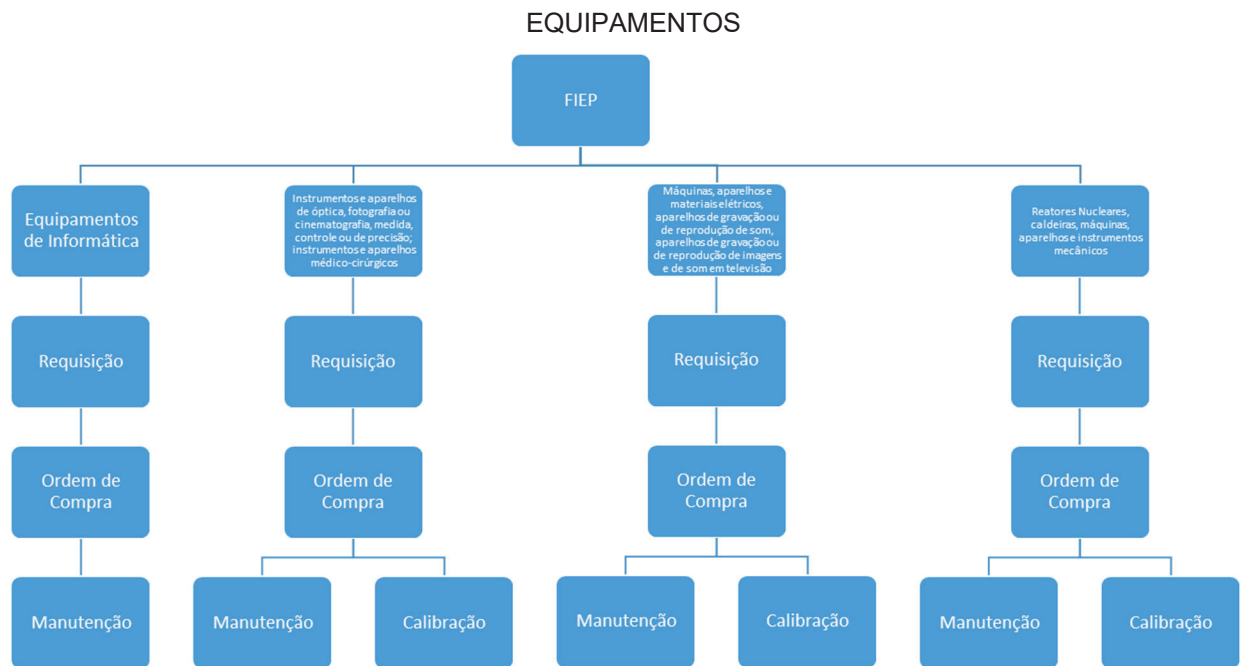 EQUIPAMENTOS
FIEP
Equipamentos
de Informática
Instrumentos e aparelhos
de óptica, fotografia ou
cinematografia, medida,
controle ou de precisão;
instrumentos e aparelhos
médico-cirúrgicos
Máquinas, aparelhos e
materiais elétricos,
aparelhos de gravação ou
de reprodução de som,
aparelhos de gravação ou
de reprodução de imagens
e de som em televisão
Reatores Nucleares,
caldeiras, máquinas,
aparelhos e instrumentos
mecânicos
Requisição
Requisição
Requisição
Requisição
Ordem de
Compra
Ordem de
Compra
Ordem de
Compra
Ordem de
Compra
Manutenção
Manutenção
Calibração
Manutenção
Calibração
Manutenção
Calibração